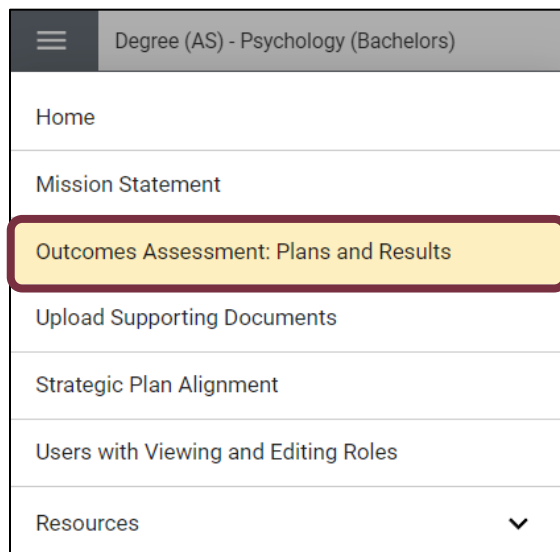 Degree (AS) - Psychology (Bachelors)
Home
Mission Statement
Outcomes Assessment: Plans and Results
Upload Supporting Documents
Strategic Plan Alignment
Users with Viewing and Editing Roles
Resources